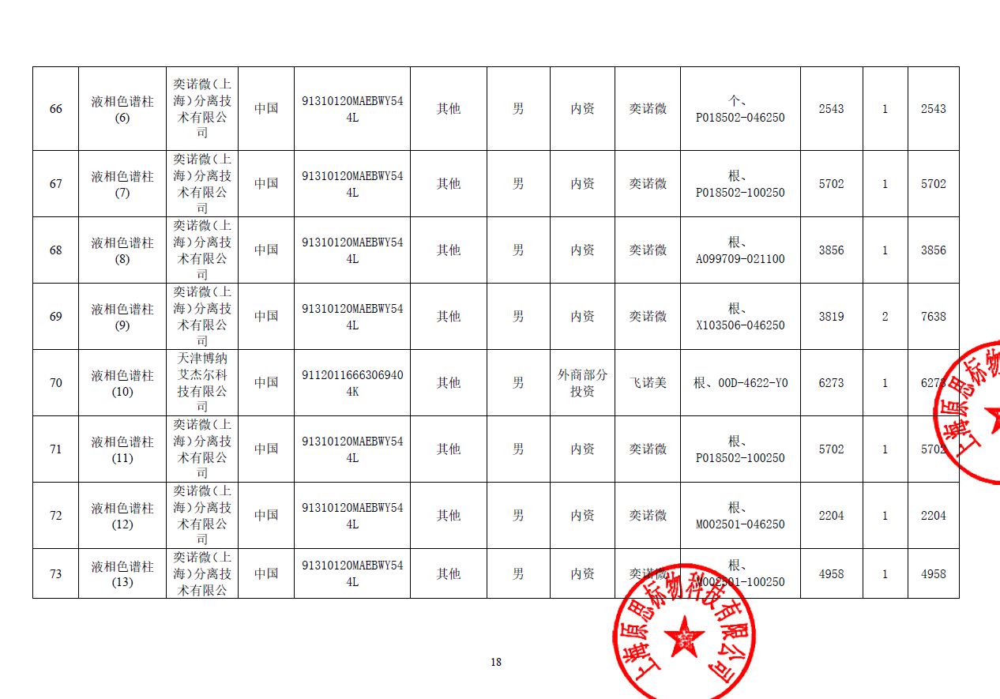 66
液相色谱柱
(6)
奕诺微（上
海）分离技
术有限公
司
中国
91310120MAEBWY54
4L
其他
男
内资
奕诺微
个、
P018502-046250
2543
1
2543
67
液相色谱柱
(7)
奕诺微（上
海）分离技
术有限公
司
中国
91310120MAEBWY54
4L
其他
男
内资
奕诺微
根、
P018502-100250
5702
1
5702
68
液相色谱柱
(8)
奕诺微（上
海）分离技
术有限公
司
中国
91310120MAEBWY54
4L
其他
男
内资
奕诺微
根、
A099709-021100
3856
1
3856
69
液相色谱柱
(9)
奕诺微（上
海）分离技
术有限公
司
中国
91310120MAEBWY54
4L
其他
男
内资
奕诺微
根、
X103506-046250
3819
2
7638
70
液相色谱柱
(10)
天津博纳
艾杰尔科
技有限公
司
中国
9112011666306940
4K
其他
男
外商部分
投资
飞诺美
根、00D-4622-Y0
6273
1
6273
上海原思标物
71
液相色谱柱
(11)
奕诺微（上
海）分离技
术有限公
司
中国
91310120MAEBWY54
4L
其他
男
内资
奕诺微
根、
P018502-100250
5702
1
5702
72
液相色谱柱
(12)
奕诺微（上
海）分离技
术有限公
司
中国
91310120MAEBWY54
4L
其他
男
内资
奕诺微
根、
M002501-046250
2204
1
2204
73
液相色谱柱
(13)
奕诺微（上
海）分离技
术有限公
中国
91310120MAEBWY54
4L
其他
男
内资
奕诺微
根、
M002501-100250
4958
1
4958
上海原思标物科技有限公司
18